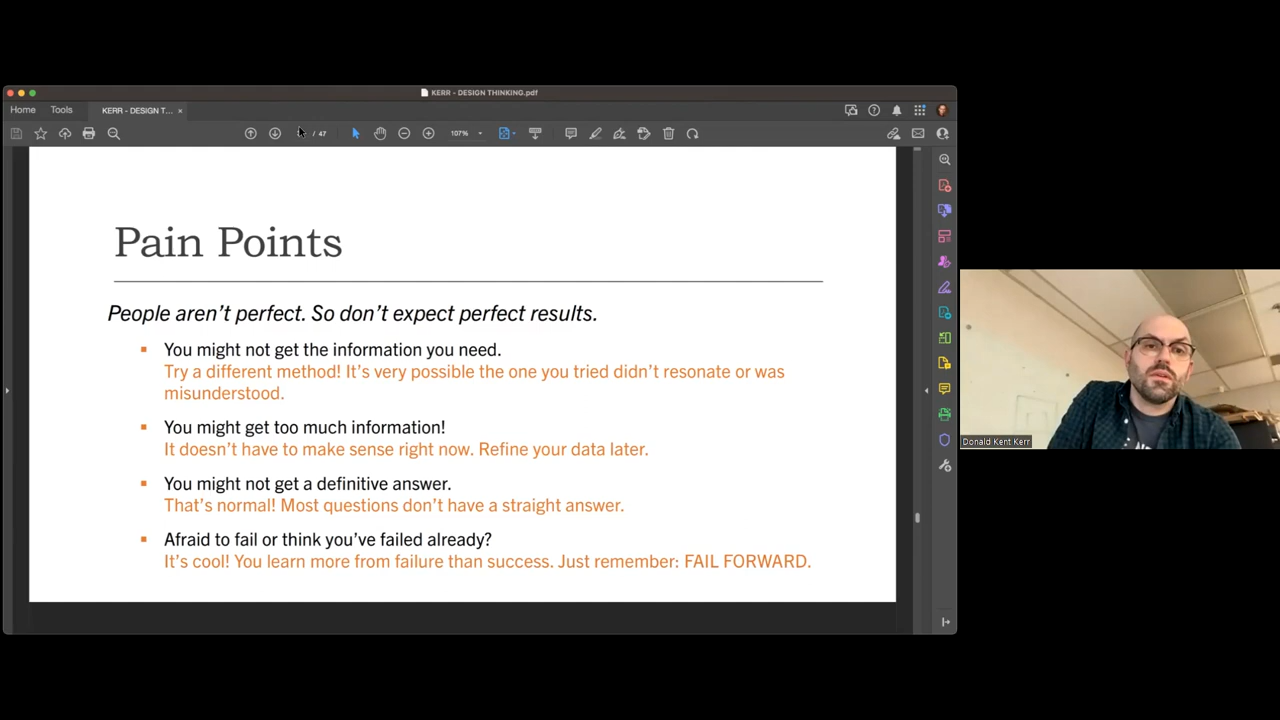 KERR - DESIGN THINKING.pdf
Home
Tools
KERR - DESIGN T... ×
/ 47
107%
Pain Points
People aren't perfect. So don't expect perfect results.
▪ You might not get the information you need.
Try a different method! It's very possible the one you tried didn't resonate or was
misunderstood.
▪ You might get too much information!
It doesn't have to make sense right now. Refine your data later.
▪ You might not get a definitive answer.
That's normal! Most questions don't have a straight answer.
▪ Afraid to fail or think you've failed already?
It's cool! You learn more from failure than success. Just remember: FAIL FORWARD.
Donald Kent Kerr